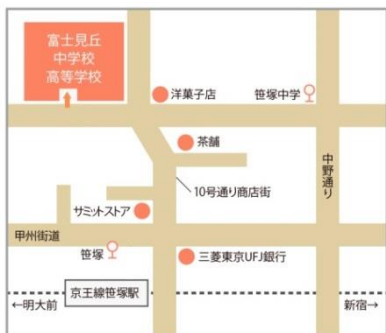 富士見丘
中学校
高等学校
洋菓子店
笹塚中学
茶舗
中野通り
10号通り商店街
サミットストア
甲州街道
笹塚
三菱東京UFJ銀行
京王線笹塚駅
←明大前
新宿→